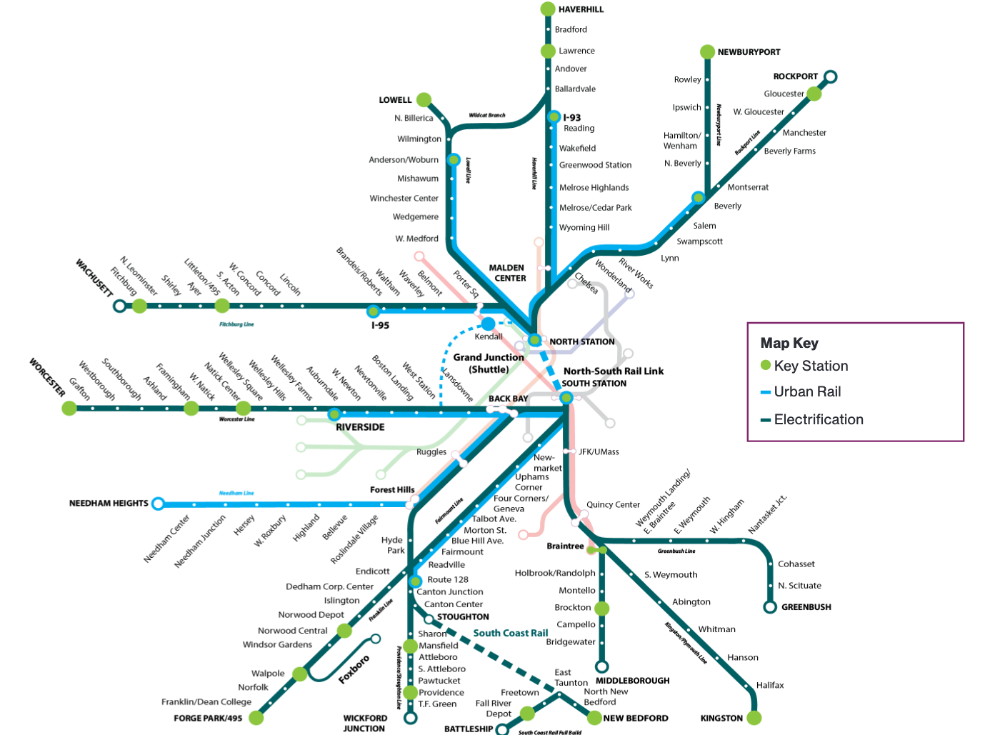 HAVERHILL
Bradford
Lawrence
Andover
Ballardvale
I-93
Reading
Wakefield
Greenwood Station
Melrose Highlands
Melrose/Cedar Park
Wyoming Hill
MALDEN
CENTER
Haverhill Line
Wildcat Branch
LOWELL
N. Billerica
Wilmington
Anderson/Woburn
Mishawum
Winchester Center
Wedgemere
W. Medford
Lowell Line
NEWBURYPORT
Rowley
Ipswich
Hamilton/
Wenham
N. Beverly
Newburyport Line
ROCKPORT
Gloucester
W. Gloucester
Manchester
Beverly Farms
Rockport Line
Montserrat
Beverly
Salem
Swampscott
Lynn
River Works
Wonderland
Chelsea
WACHUSETT
Fitchburg
N. Leominster
Shirley
Ayer
Littleton/495
S. Acton
W. Concord
Concord
Lincoln
Brandeis/Roberts
Waltham
Waverley
Belmont
Porter Sq
Fitchburg Line
I-95
Kendall
NORTH STATION
Grand Junction
(Shuttle)
North-South Rail Link
SOUTH STATION
WORCESTER
Grafton
Westborough
Southborough
Ashland
Framingham
W. Natick
Natick Center
Wellesley Square
Wellesley Hills
Wellesley Farms
Auburndale
W. Newton
Newtonville
Boston Landing
West Station
Lansdowne
BACK BAY
Worcester Line
RIVERSIDE
Map Key
Key Station
Urban Rail
Electrification
Ruggles
Forest Hills
NEEDHAM HEIGHTS
Needham Line
Needham Center
Needham Junction
Hersey
W. Roxbury
Highland
Bellevue
Roslindale Village
JFK/UMass
New-
market
Uphams
Corner
Four Corners/
Geneva
Talbot Ave.
Morton St.
Blue Hill Ave.
Fairmount
Readville
Fairmount Line
Hyde
Park
Route 128
Canton Junction
Canton Center
STOUGHTON
Endicott
Dedham Corp. Center
Islington
Norwood Depot
Norwood Central
Windsor Gardens
Walpole
Norfolk
Franklin/Dean College
FORGE PARK/495
Franklin Line
Foxboro
Sharon
Mansfield
Attleboro
S. Attleboro
Pawtucket
Providence
T.F. Green
WICKFORD
JUNCTION
Providence/Stoughton Line
South Coast Rail
East
Taunton
Freetown
Fall River
Depot
BATTLESHIP
North New
Bedford
NEW BEDFORD
South Coast Rail Full Build
Quincy Center
Braintree
Holbrook/Randolph
Montello
Brockton
Campello
Bridgewater
MIDDLEBOROUGH
Weymouth Landing/
E. Braintree
E. Weymouth
W. Hingham
Nantasket Jct.
Greenbush Line
Cohasset
N. Scituate
GREENBUSH
S. Weymouth
Abington
Whitman
Hanson
Halifax
KINGSTON
Kingston/Plymouth Line